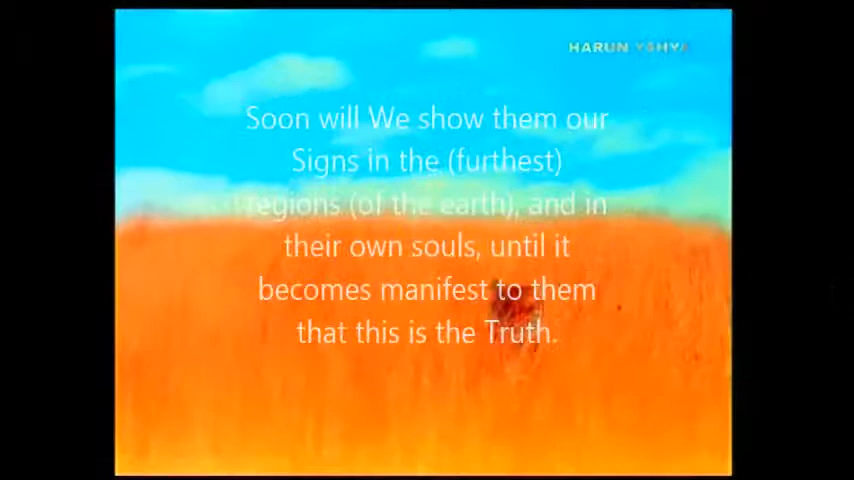 HARUN YAHYA
Soon will We show them our
Signs in the (furthest)
regions (of the earth), and in
their own souls, until it
becomes manifest to them
that this is the Truth.